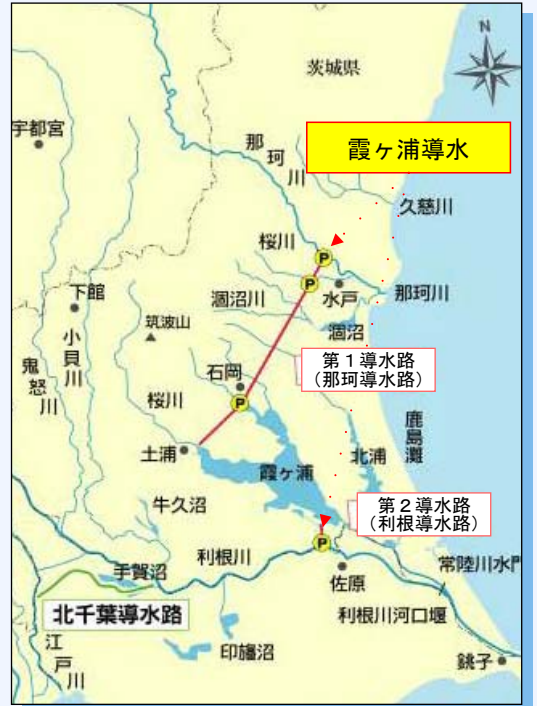 N
茨城県
宇都宮
那
珂
川
霞ヶ浦導水
久慈川
桜川
P
P
水戸
那珂川
下館
涸沼川
涸沼
筑波山
小
貝
川
鬼
怒
川
第1導水路
(那珂導水路)
石岡
P
桜川
鹿
島
灘
土浦
北浦
霞ヶ浦
牛久沼
第2導水路
(利根導水路)
利根川
P
手賀沼
常陸川水門
佐原
北千葉導水路
利根川河口堰
江
戸
川
印旛沼
銚子